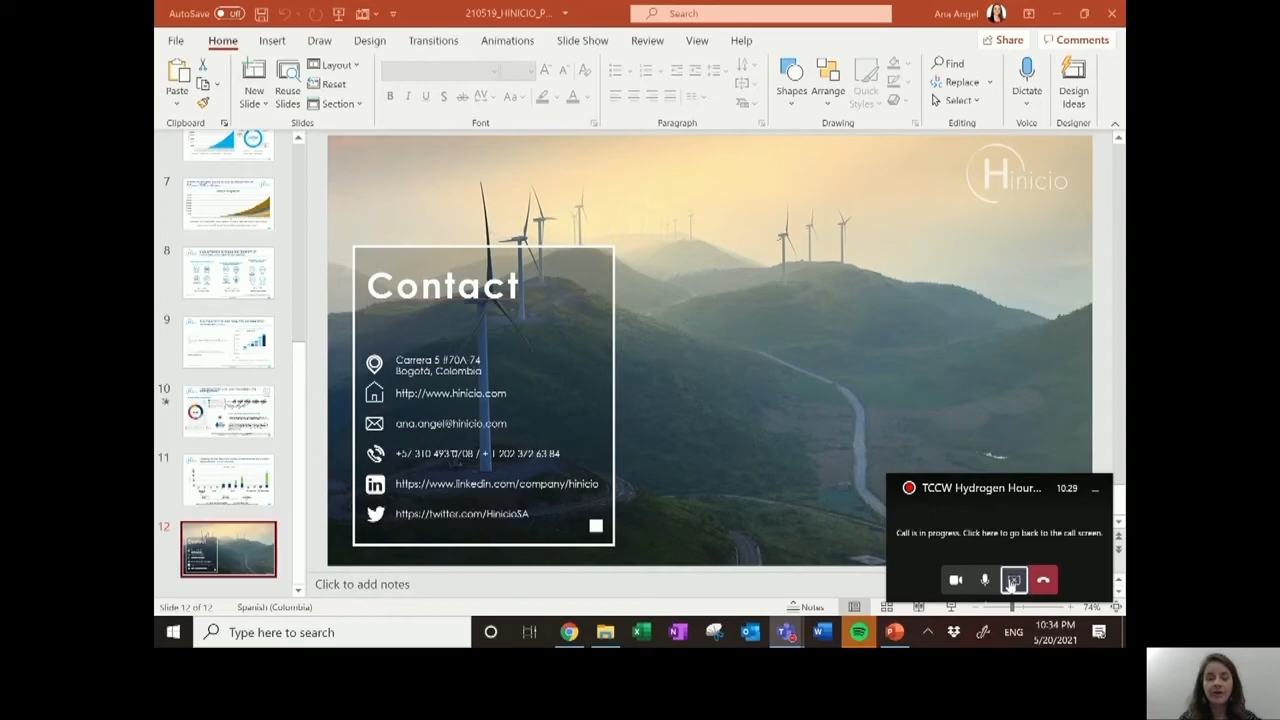 AutoSave Off
210519_HINICIO_P...
Search
Ana Angel
File Home Insert Draw Design Transitions Animations Slide Show Review View Help
Share
Comments
Paste
New Slide
Reuse Slides
Layout
Reset
Section
Shapes
Arrange
Quick Styles
Find
Replace
Select
Dictate
Design Ideas
Clipboard Slides Font Paragraph Drawing Editing Voice Designer
7
8
9
10
11
12
Hinicio
Contact
Carrera 5 #70A-74
Bogotá, Colombia
http://www.hinicio.com
ana.angel@hinicio.com
https://www.linkedin.com/company/hinicio
https://twitter.com/HinicioSA
TCCW Hydrogen Hour... 10:29
Call is in progress. Click here to go back to the call screen.
Click to add notes
Slide 12 of 12 Spanish (Colombia) Notes 74%
Type here to search
ENG
10:34 PM
5/20/2021